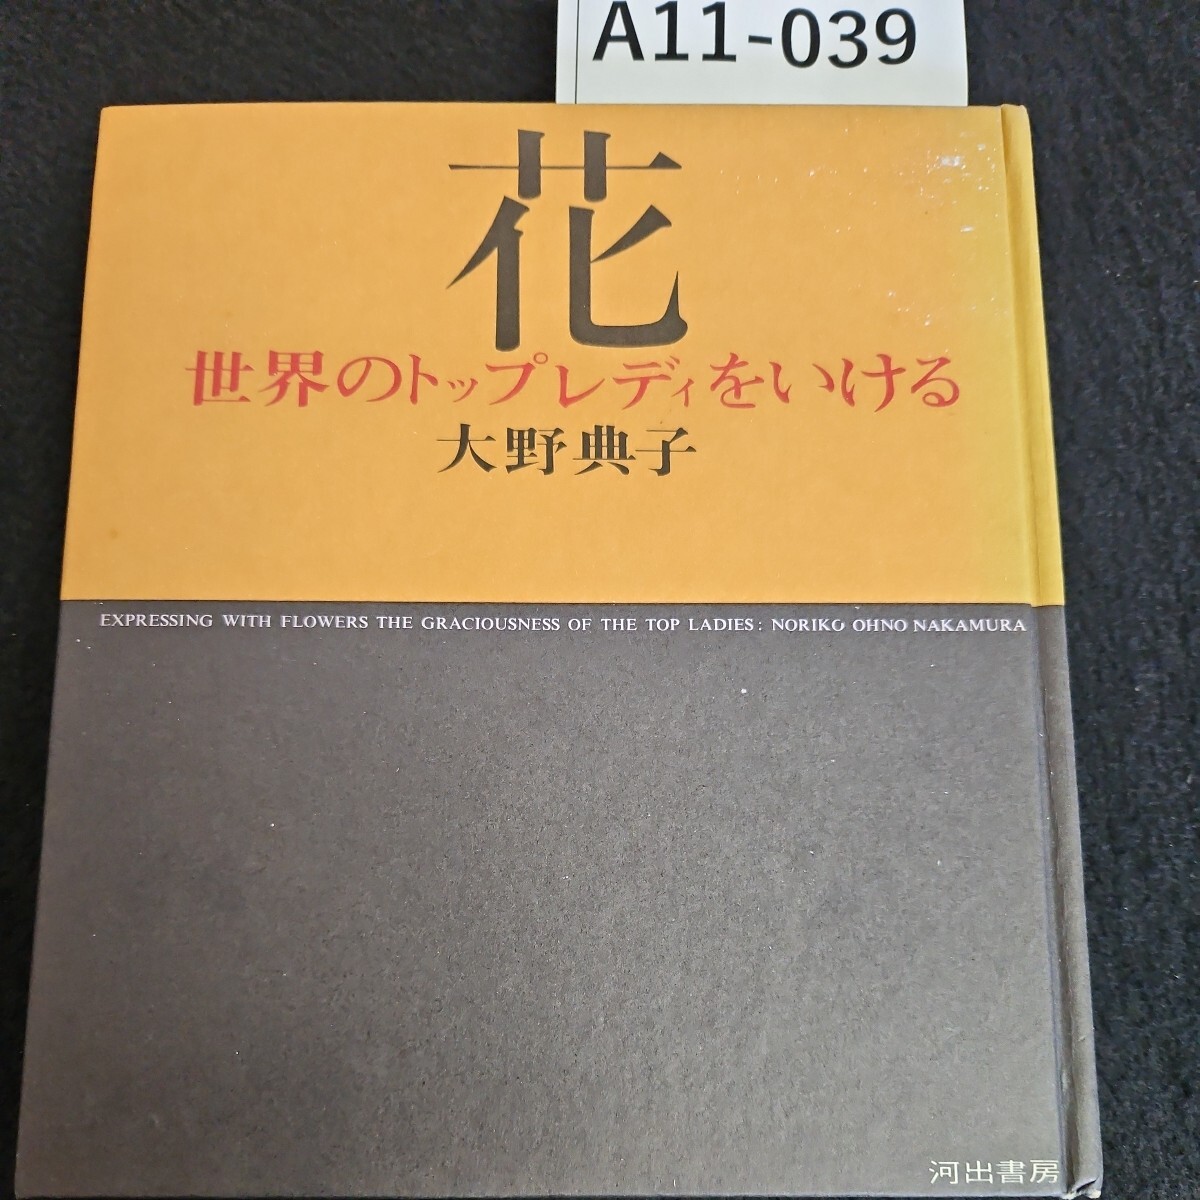 A11-039
花
世界のトップレディをいける
大野典子
EXPRESSING WITH FLOWERS THE GRACIOUSNESS OF THE TOP LADIES: NORIKO OHNO NAKAMURA
河出書房